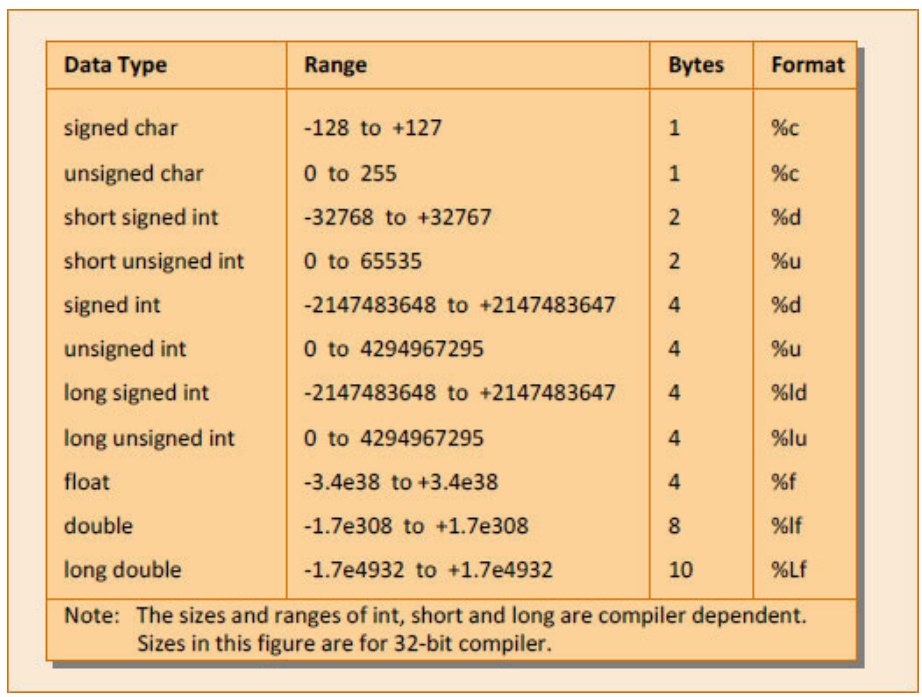 Data Type Range Bytes Format
signed char -128 to +127 1 %c
unsigned char 0 to 255 1 %c
short signed int -32768 to +32767 2 %d
short unsigned int 0 to 65535 2 %u
signed int -2147483648 to +2147483647 4 %d
unsigned int 0 to 4294967295 4 %u
long signed int -2147483648 to +2147483647 4 %ld
long unsigned int 0 to 4294967295 4 %lu
float -3.4e38 to +3.4e38 4 %f
double -1.7e308 to +1.7e308 8 %lf
long double -1.7e4932 to +1.7e4932 10 %Lf
Note: The sizes and ranges of int, short and long are compiler dependent.
Sizes in this figure are for 32-bit compiler.